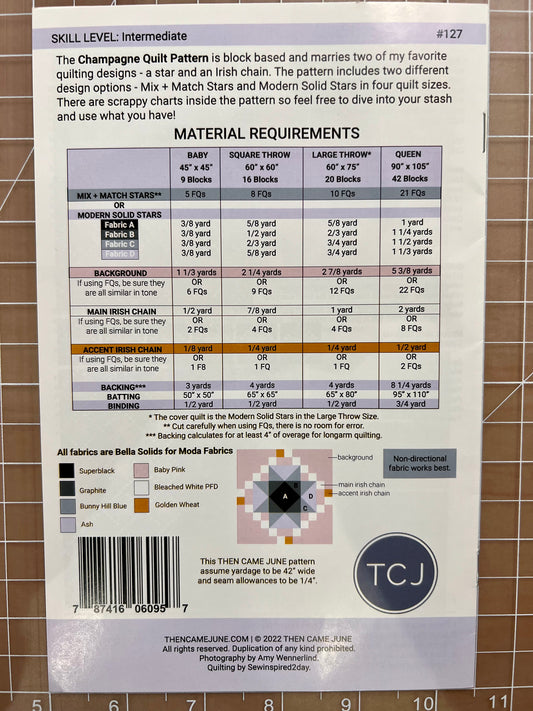 SKILL LEVEL: Intermediate #127
The Champagne Quilt Pattern is block based and marries two of my favorite
quilting designs - a star and an Irish chain. The pattern includes two different
design options - Mix + Match Stars and Modern Solid Stars in four quilt sizes.
There are scrappy charts inside the pattern so feel free to dive into your stash
and use what you have!
MATERIAL REQUIREMENTS
BABY SQUARE THROW LARGE THROW* QUEEN
45" x 45" 60" x 60" 60" x 75" 90" x 105"
9 Blocks 16 Blocks 20 Blocks 42 Blocks
MIX + MATCH STARS** 5 FQs 8 FQs 10 FQs 21 FQs
OR
MODERN SOLID STARS
Fabric A 3/8 yard 5/8 yard 5/8 yard 1 yard
Fabric B 3/8 yard 1/2 yard 2/3 yard 1 1/4 yards
Fabric C 3/8 yard 2/3 yard 3/4 yard 1 1/2 yards
Fabric D 3/8 yard 5/8 yard 3/4 yard 1 1/3 yards
BACKGROUND 1 1/3 yards 2 1/4 yards 2 7/8 yards 5 3/8 yards
If using FQs, be sure they OR OR OR OR
are all similar in tone 6 FQs 9 FQs 12 FQs 22 FQs
MAIN IRISH CHAIN 1/2 yard 7/8 yard 1 yard 2 yards
If using FQs, be sure they OR OR OR OR
are all similar in tone 2 FQs 4 FQs 4 FQs 8 FQs
ACCENT IRISH CHAIN 1/8 yard 1/4 yard 1/4 yard 1/2 yard
If using FQs, be sure they OR OR OR OR
are all similar in tone 1 F8 1 FQ 1 FQ 2 FQs
BACKING*** 3 yards 4 yards 4 yards 8 1/4 yards
BATTING 50" x 50" 65" x 65" 65" x 80" 95" x 110"
BINDING 1/2 yard 1/2 yard 1/2 yard 3/4 yard
* The cover quilt is the Modern Solid Stars in the Large Throw Size.
** Cut carefully when using FQs, there is no room for error.
*** Backing calculates for at least 4" of overage for longarm quilting.
All fabrics are Bella Solids for Moda Fabrics
Superblack
Graphite
Bunny Hill Blue
Ash
Baby Pink
Bleached White PFD
Golden Wheat
background
main irish chain
accent irish chain
A
B
C
D
Non-directional
fabric works best.
This THEN CAME JUNE pattern
assume yardage to be 42" wide
and seam allowances to be 1/4".
TCJ
7 87416 06095 7
THENCAMEJUNE.COM | © 2022 THEN CAME JUNE
All rights reserved. Duplication of any kind prohibited.
Photography by Amy Wennerlind.
Quilting by Sewinspired2day.
5 6 7 8 9 10 11